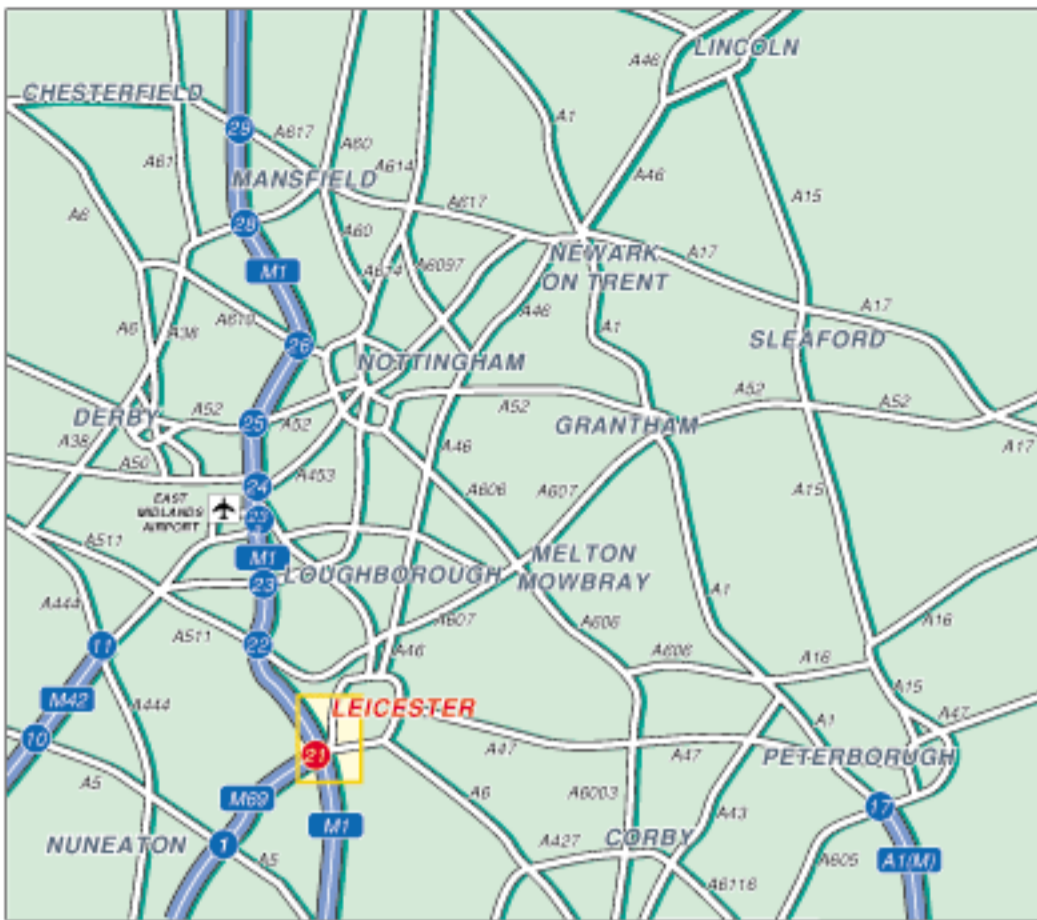 LINCOLN
A46
CHESTERFIELD
A1
29
A617
A60
A61
A614
MANSFIELD
A46
A6
A617
A15
28
A60
NEWARK
ON TRENT
A17
M1
A614
A6097
A17
A46
A6
A38
A610
A1
26
SLEAFORD
NOTTINGHAM
A52
A52
A52
DERBY
A52
25
A52
GRANTHAM
A38
A50
A46
A17
A453
24
A606
A607
A15
EAST
MIDLANDS
AIRPORT
23
A511
M1
MELTON
MOWBRAY
LOUGHBOROUGH
23
A444
A1
A607
A606
A16
A511
11
22
A46
A606
A16
M42
A444
A15
LEICESTER
A47
A1
10
A47
A47
21
PETERBOROUGH
A5
A6
A6003
M69
17
M1
A43
NUNEATON
1
A427
CORBY
A5
A605
A1(M)
A6116